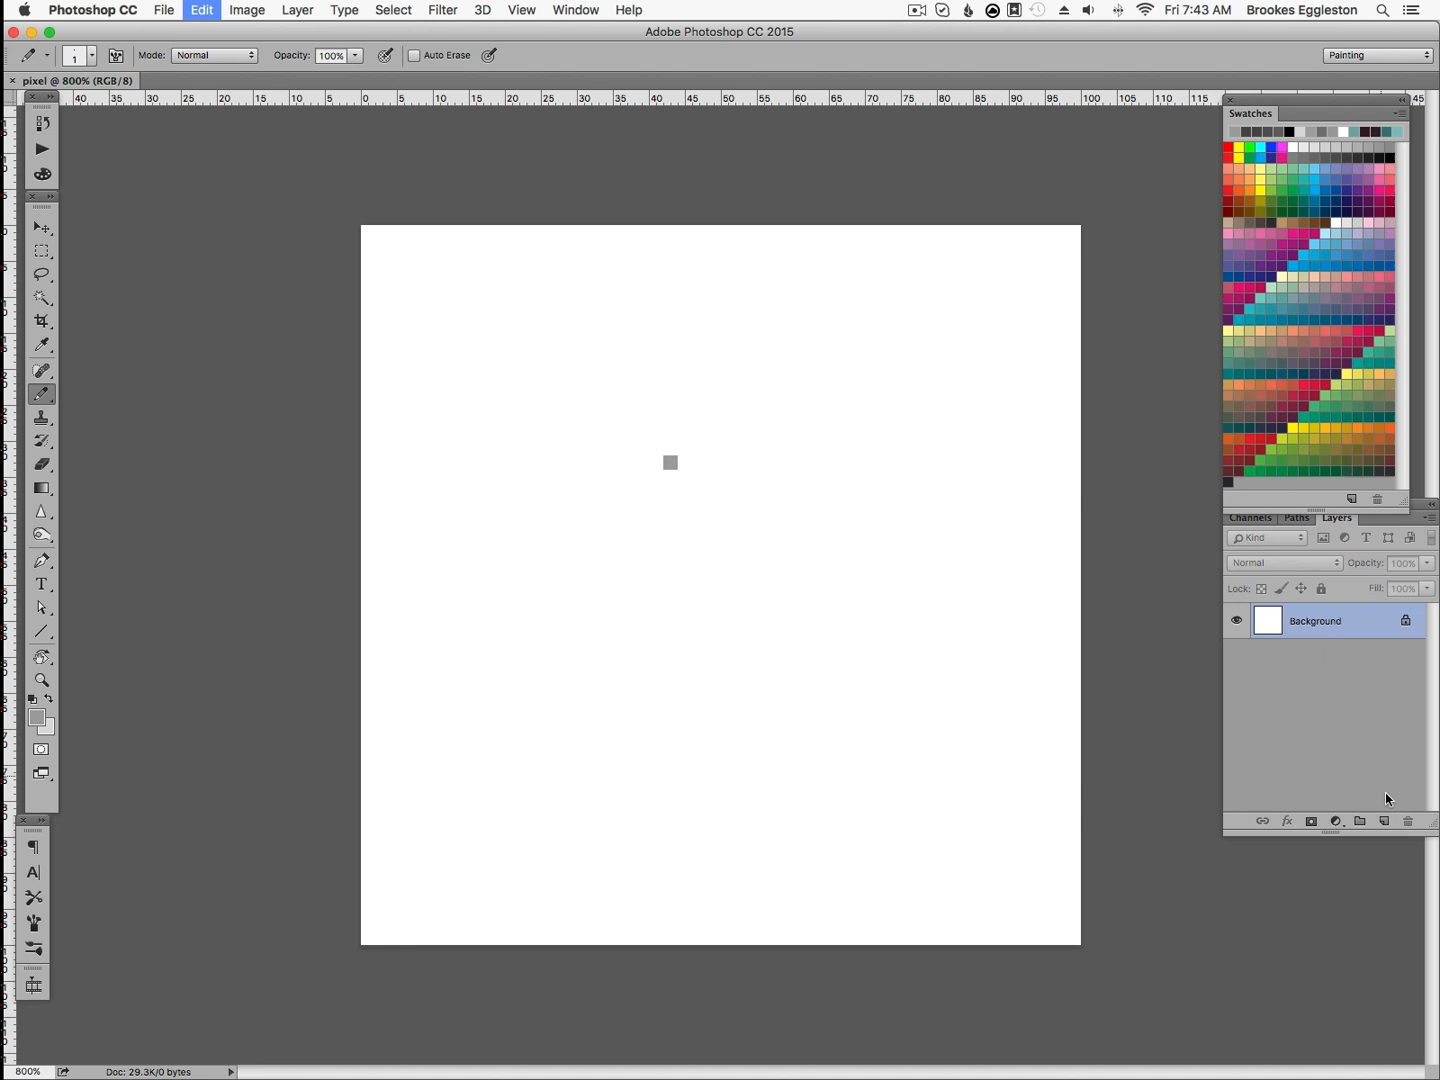 Photoshop CC File Edit Image Layer Type Select Filter 3D View Window Help Fri 7:43 AM Brookes Eggleston
Adobe Photoshop CC 2015
1 Mode: Normal Opacity: 100% Auto Erase Painting
× pixel @ 800% (RGB/8)
40 35 30 25 20 15 10 5 0 5 10 15 20 25 30 35 40 45 50 55 60 65 70 75 80 85 90 95 100 105 110 115 45
Swatches
Channels Paths Layers
Kind
Normal Opacity: 100%
Lock: Fill: 100%
Background
800% Doc: 29.3K/0 bytes